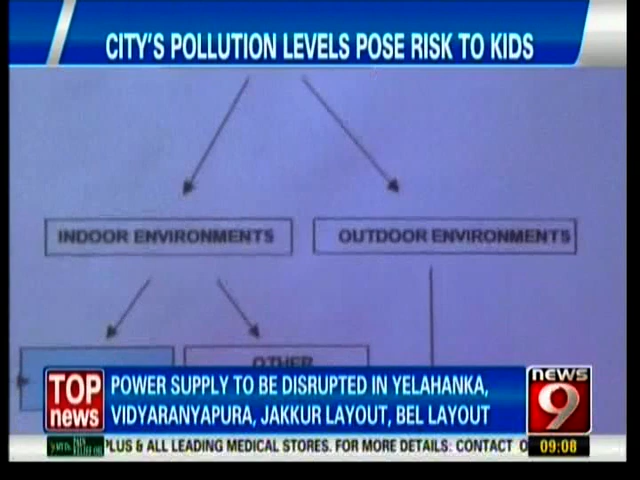 CITY'S POLLUTION LEVELS POSE RISK TO KIDS
INDOOR ENVIRONMENTS
OUTDOOR ENVIRONMENTS
OTHER
TOP
news
POWER SUPPLY TO BE DISRUPTED IN YELAHANKA,
VIDYARANYAPURA, JAKKUR LAYOUT, BEL LAYOUT
NEWS
9
PLUS & ALL LEADING MEDICAL STORES. FOR MORE DETAILS: CONTACT
09:08